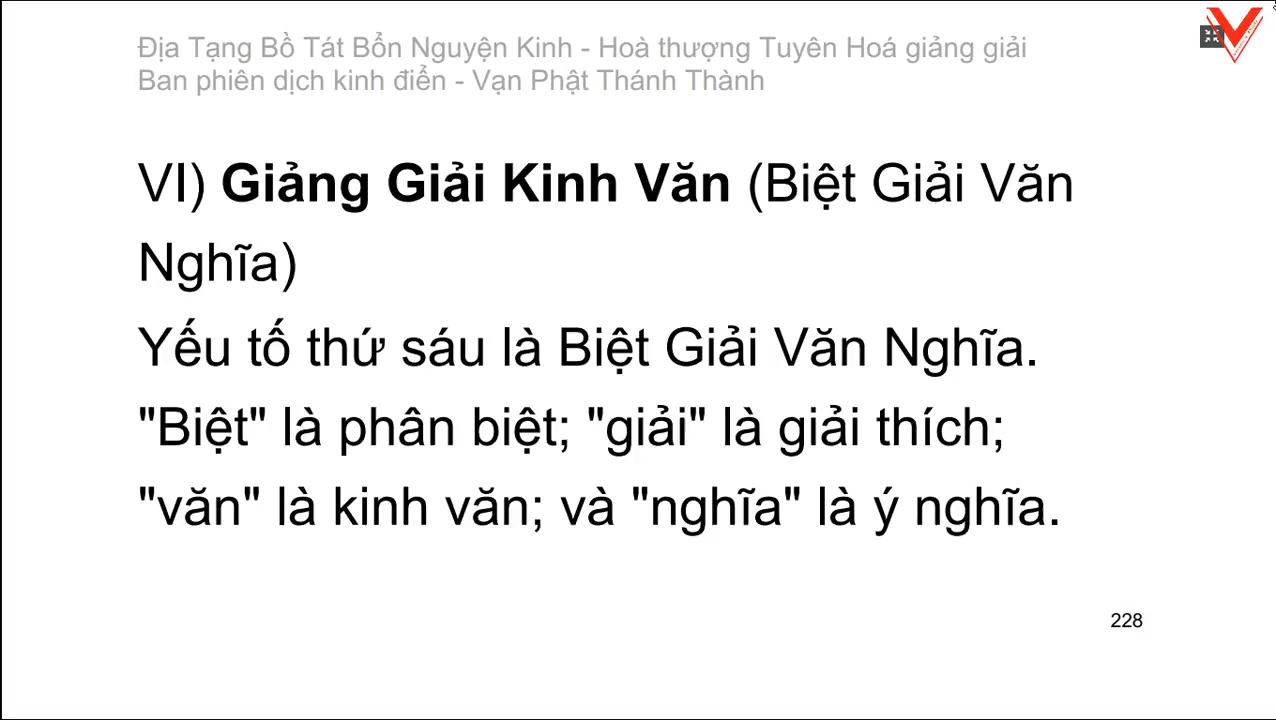 Địa Tạng Bồ Tát Bổn Nguyện Kinh - Hoà thượng Tuyên Hoá giảng giải
Ban phiên dịch kinh điển - Vạn Phật Thánh Thành
VI) Giảng Giải Kinh Văn (Biệt Giải Văn
Nghĩa)
Yếu tố thứ sáu là Biệt Giải Văn Nghĩa.
"Biệt" là phân biệt; "giải" là giải thích;
"văn" là kinh văn; và "nghĩa" là ý nghĩa.
228